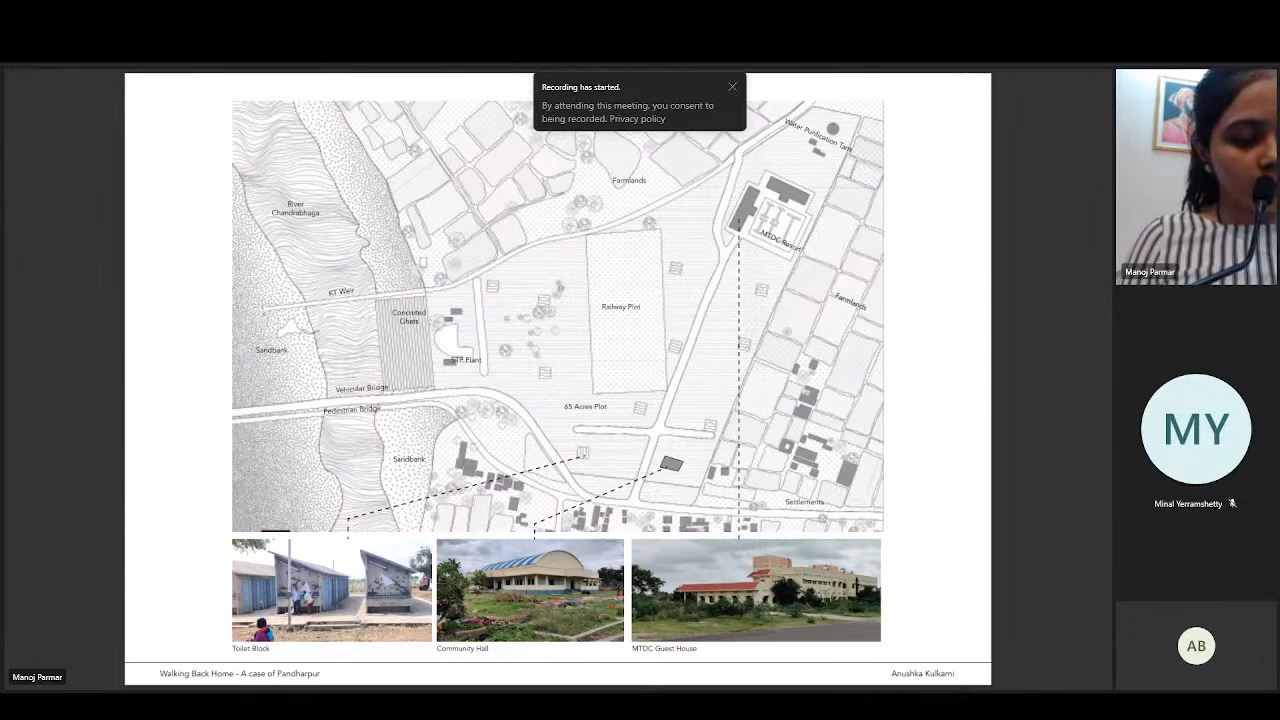 Recording has started.
By attending this meeting, you consent to
being recorded. Privacy policy
Water Purification Tank
Farmlands
River
Chandrabhaga
MTDC Resort
KT Weir
Farmlands
Railway Plot
Concreted
Ghats
Sandbank
STP Plant
Vehicular Bridge
Pedestrian Bridge
65 Acres Plot
Sandbank
Settlements
Toilet Block
Community Hall
MTDC Guest House
Walking Back Home - A case of Pandharpur
Anushka Kulkarni
Manoj Parmar
MY
Minal Yerramshetty
AB
Manoj Parmar